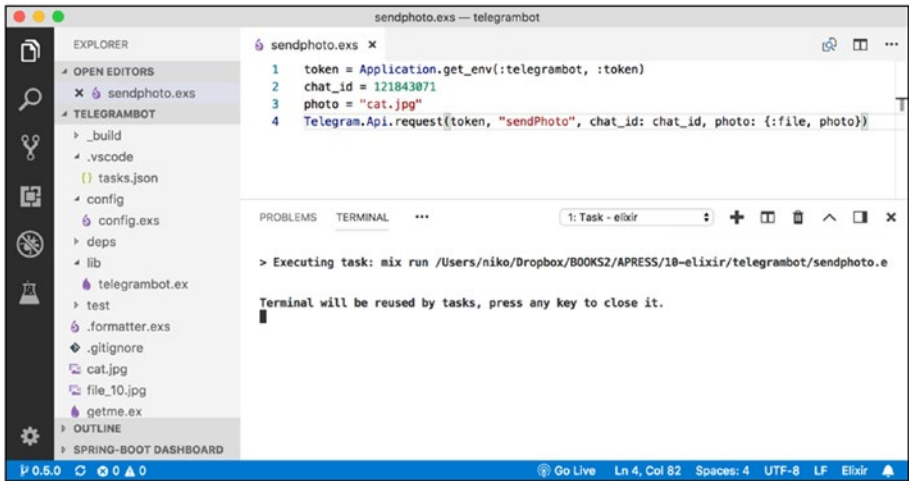 sendphoto.exs — telegrambot
EXPLORER
OPEN EDITORS
sendphoto.exs
TELEGRAMBOT
_build
.vscode
{} tasks.json
config
config.exs
deps
lib
telegrambot.ex
test
.formatter.exs
.gitignore
cat.jpg
file_10.jpg
getme.ex
OUTLINE
SPRING-BOOT DASHBOARD
sendphoto.exs
1 token = Application.get_env(:telegrambot, :token)
2 chat_id = 121843071
3 photo = "cat.jpg"
4 Telegram.Api.request(token, "sendPhoto", chat_id: chat_id, photo: {:file, photo})
PROBLEMS TERMINAL ••• 1: Task - elixir
> Executing task: mix run /Users/niko/Dropbox/BOOKS2/APRESS/10-elixir/telegrambot/sendphoto.e
Terminal will be reused by tasks, press any key to close it.
0.5.0 0 0 Go Live Ln 4, Col 82 Spaces: 4 UTF-8 LF Elixir